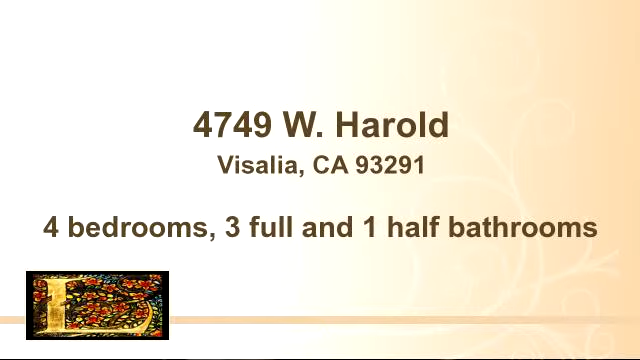 4749 W. Harold
Visalia, CA 93291
4 bedrooms, 3 full and 1 half bathrooms
L